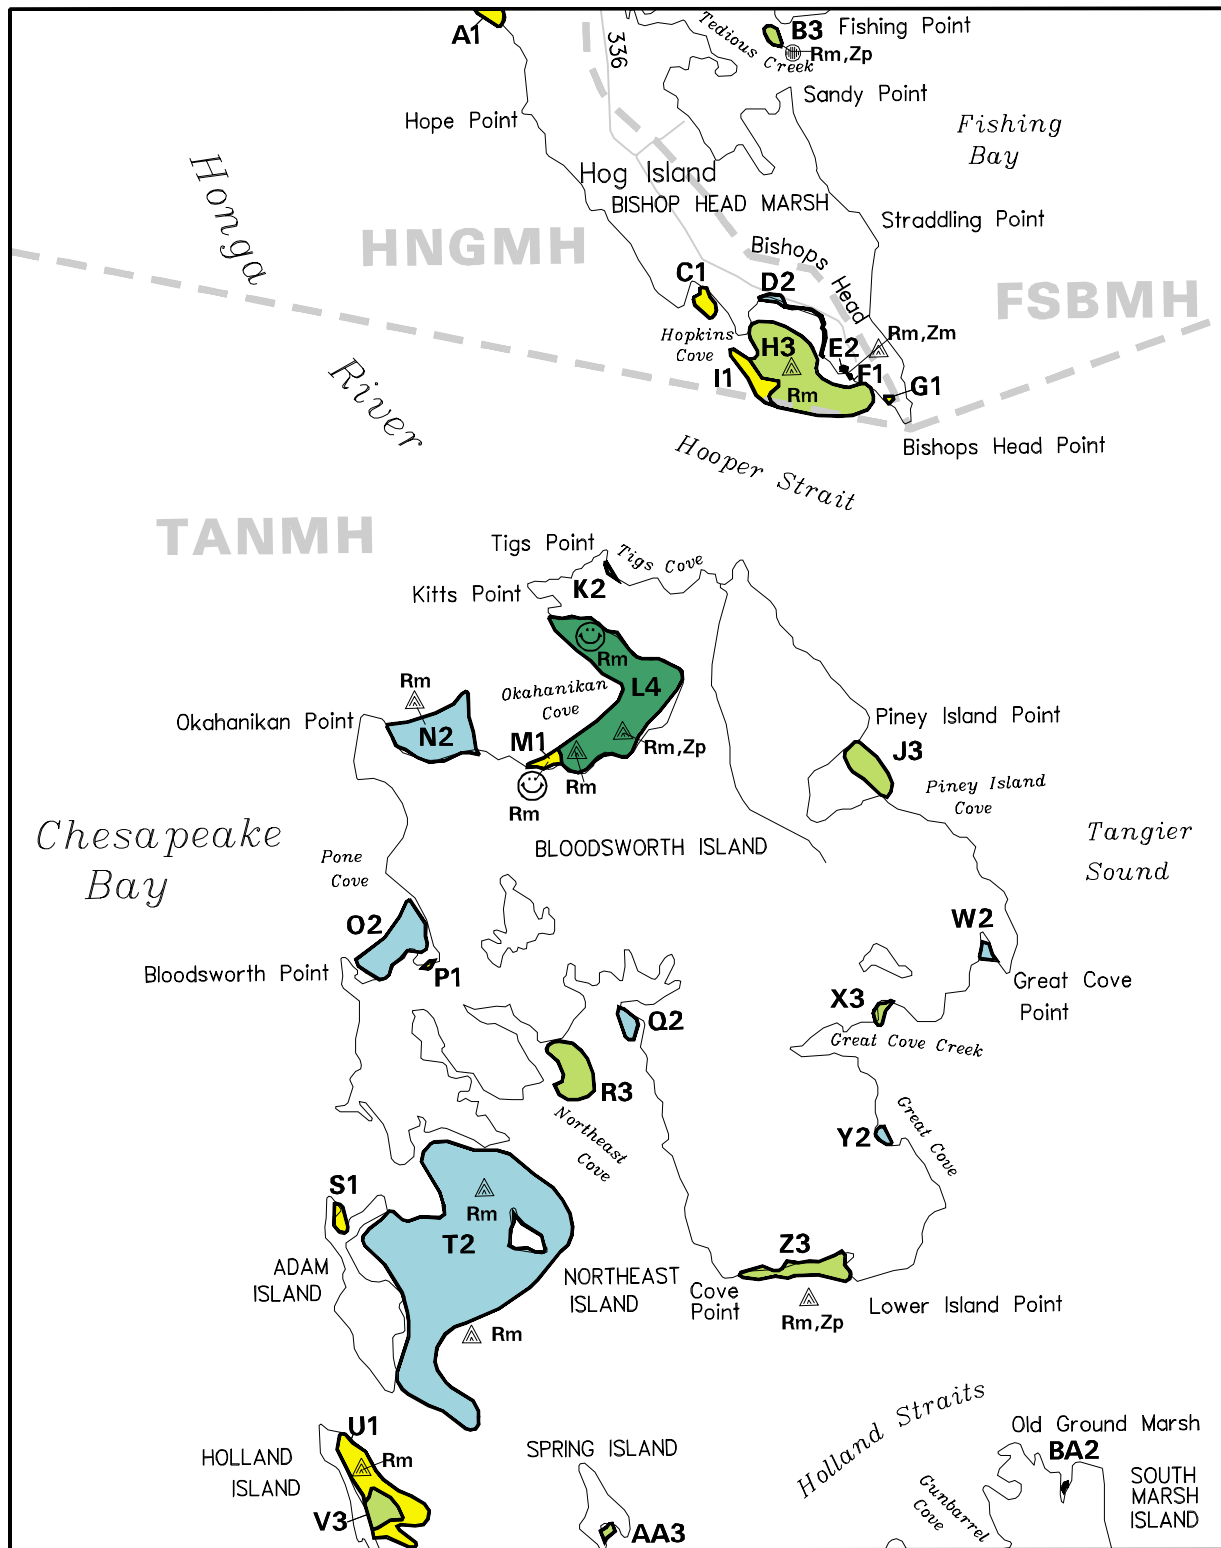 A1
336
Tedious Creek
B3 Fishing Point
Rm,Zp
Sandy Point
Hope Point
Fishing
Bay
Honga
River
Hog Island
BISHOP HEAD MARSH
Straddling Point
HNGMH
Bishops Head
C1
D2
FSBMH
Hopkins
Cove
H3
E2
Rm,Zm
I1
Rm
F1
G1
Bishops Head Point
Hooper Strait
TANMH
Tigs Point
Tigs Cove
K2
Kitts Point
Rm
Rm
Okahanikan
Cove
L4
Okahanikan Point
N2
M1
Rm,Zp
Rm
Rm
Piney Island Point
J3
Piney Island
Cove
Chesapeake
Bay
BLOODSWORTH ISLAND
Tangier
Sound
Pone
Cove
O2
W2
Bloodsworth Point
P1
Great Cove
Point
X3
Q2
Great Cove Creek
R3
Northeast
Cove
Great Cove
Y2
S1
Rm
T2
Z3
ADAM
ISLAND
NORTHEAST
ISLAND
Cove
Point
Lower Island Point
Rm,Zp
Rm
Holland Straits
U1
Rm
HOLLAND
ISLAND
SPRING ISLAND
Old Ground Marsh
BA2
SOUTH
MARSH
ISLAND
Gunbarrel
Cove
V3
AA3